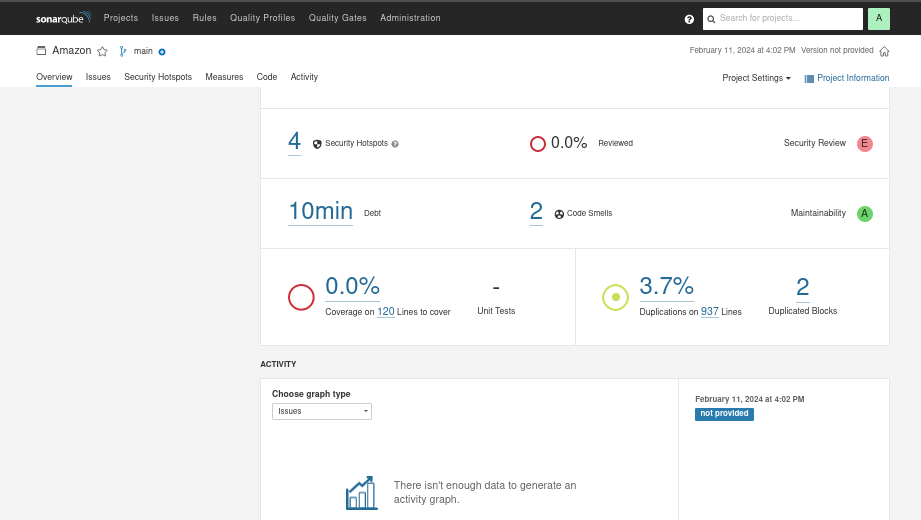 sonarqube Projects Issues Rules Quality Profiles Quality Gates Administration ? Search for projects... A
Amazon main February 11, 2024 at 4:02 PM Version not provided
Overview Issues Security Hotspots Measures Code Activity Project Settings Project Information
4 Security Hotspots ? 0.0% Reviewed Security Review E
10min Debt 2 Code Smells Maintainability A
0.0% - 3.7% 2
Coverage on 120 Lines to cover Unit Tests Duplications on 937 Lines Duplicated Blocks
ACTIVITY
Choose graph type February 11, 2024 at 4:02 PM
Issues not provided
There isn't enough data to generate an
activity graph.